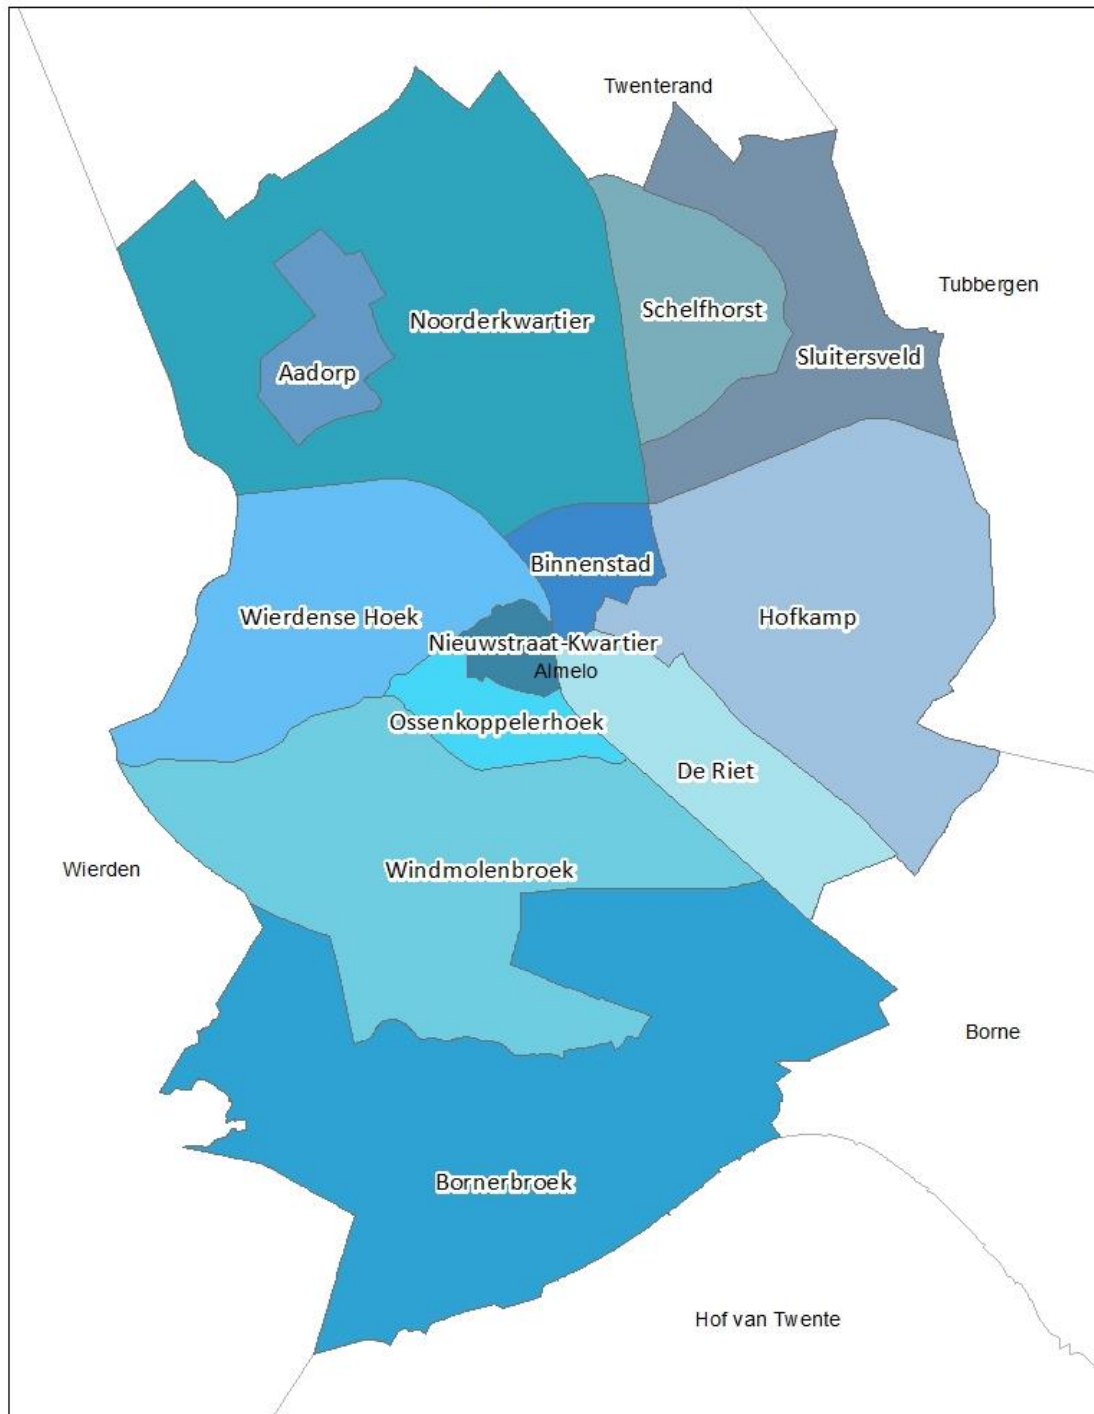 Twenterand
Tubbergen
Schelfhorst
Noorderkwartier
Sluitersveld
Aadorp
Binnenstad
Wierdense Hoek
Hofkamp
Nieuwstraat-Kwartier
Almelo
Ossenkoppelerhoek
De Riet
Wierden
Windmolenbroek
Borne
Bornerbroek
Hof van Twente